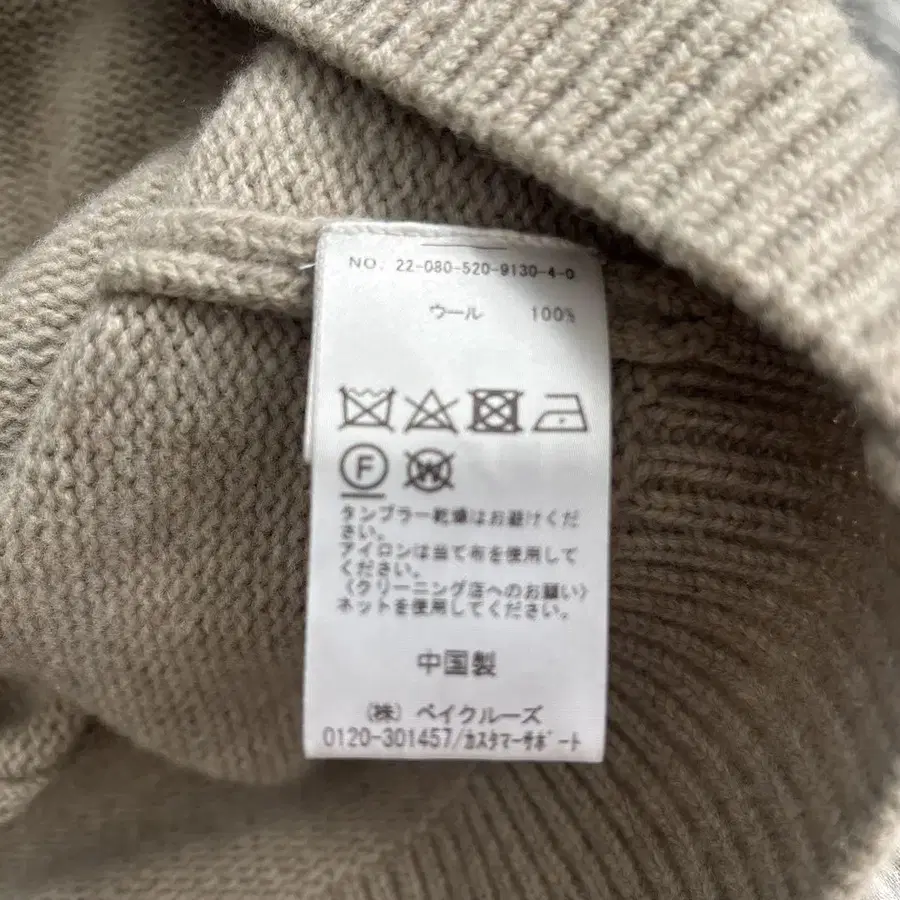 NO. 22-080-520-9130-4-0
ウール 100%
F
W
タンブラー乾燥はお避けくだ
さい。
アイロンは当て布を使用して
ください。
(クリーニング店へのお願い)
ネットを使用してください。
中国製
(株) ベイクルーズ
0120-301457/カスタマーサポート